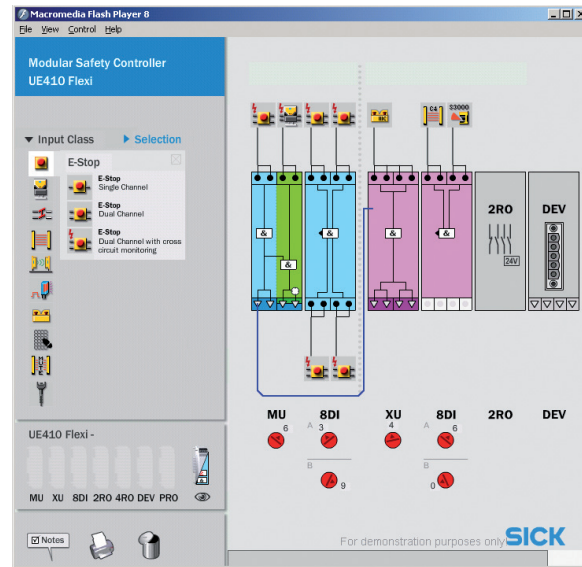 Macromedia Flash Player 8
File View Control Help
Modular Safety Controller
UE410 Flexi
Input Class
Selection
E-Stop
E-Stop
Single Channel
E-Stop
Dual Channel
E-Stop
Dual Channel with cross
circuit monitoring
C4
S3000
&
&
&
&
&
2RO
DEV
24V
MU 8DI XU 8DI 2RO DEV
6 A 3 4 A 6
B B
9 0
UE410 Flexi -
MU XU 8DI 2RO 4RO DEV PRO
Notes
For demonstration purposes only
SICK